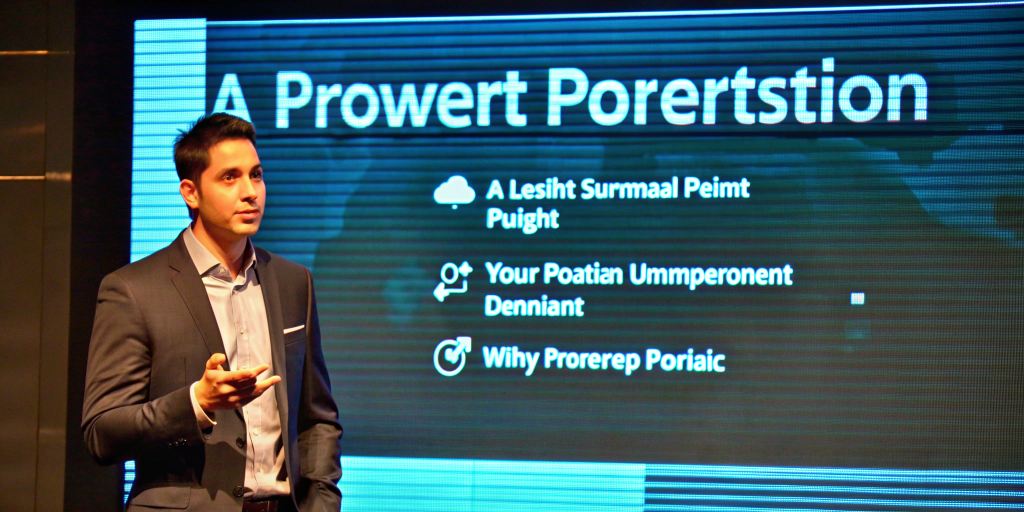 A Prowert Porertstion
A Lesiht Surmaal Peimt
Puight
Your Poatian Ummperonent
Denniant
Wihy Prorerep Poriaic